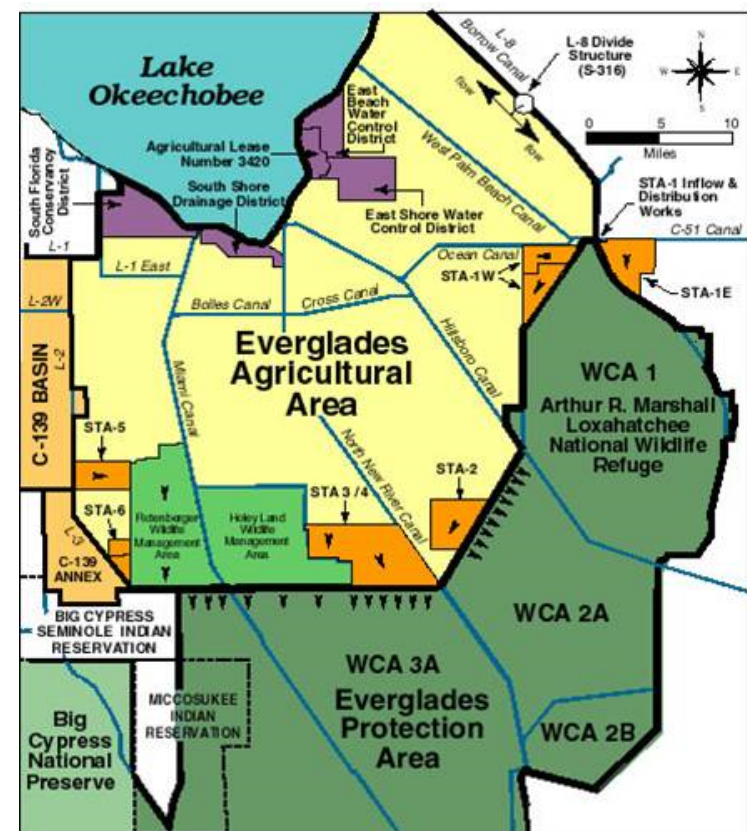 Lake
Okeechobee
L-8
Borrow Canal
L-8 Divide
Structure
(S-316)
flow
flow
N
W
E
S
0
5
10
Miles
East
Beach
Water
Control
District
Agricultural Lease
Number 3420
South Shore
Drainage District
East Shore Water
Control District
West Palm Beach Canal
STA-1 Inflow &
Distribution
Works
C-51 Canal
South Florida
Conservancy
District
L-1
L-1 East
Ocean Canal
STA-1W
STA-1E
L-2W
L-2
Bolles Canal
Cross Canal
Hillsboro Canal
Everglades
Agricultural
Area
WCA 1
Arthur R. Marshall
Loxahatchee
National Wildlife
Refuge
C-139 BASIN
Miami Canal
North New River Canal
STA-5
STA-2
STA 3/4
STA-6
Rotenberger
Wildlife
Management
Area
Holey Land
Wildlife
Management
Area
L-3
C-139
ANNEX
BIG CYPRESS
SEMINOLE INDIAN
RESERVATION
WCA 2A
WCA 3A
Everglades
Protection
Area
MICCOSUKEE
INDIAN
RESERVATION
WCA 2B
Big
Cypress
National
Preserve